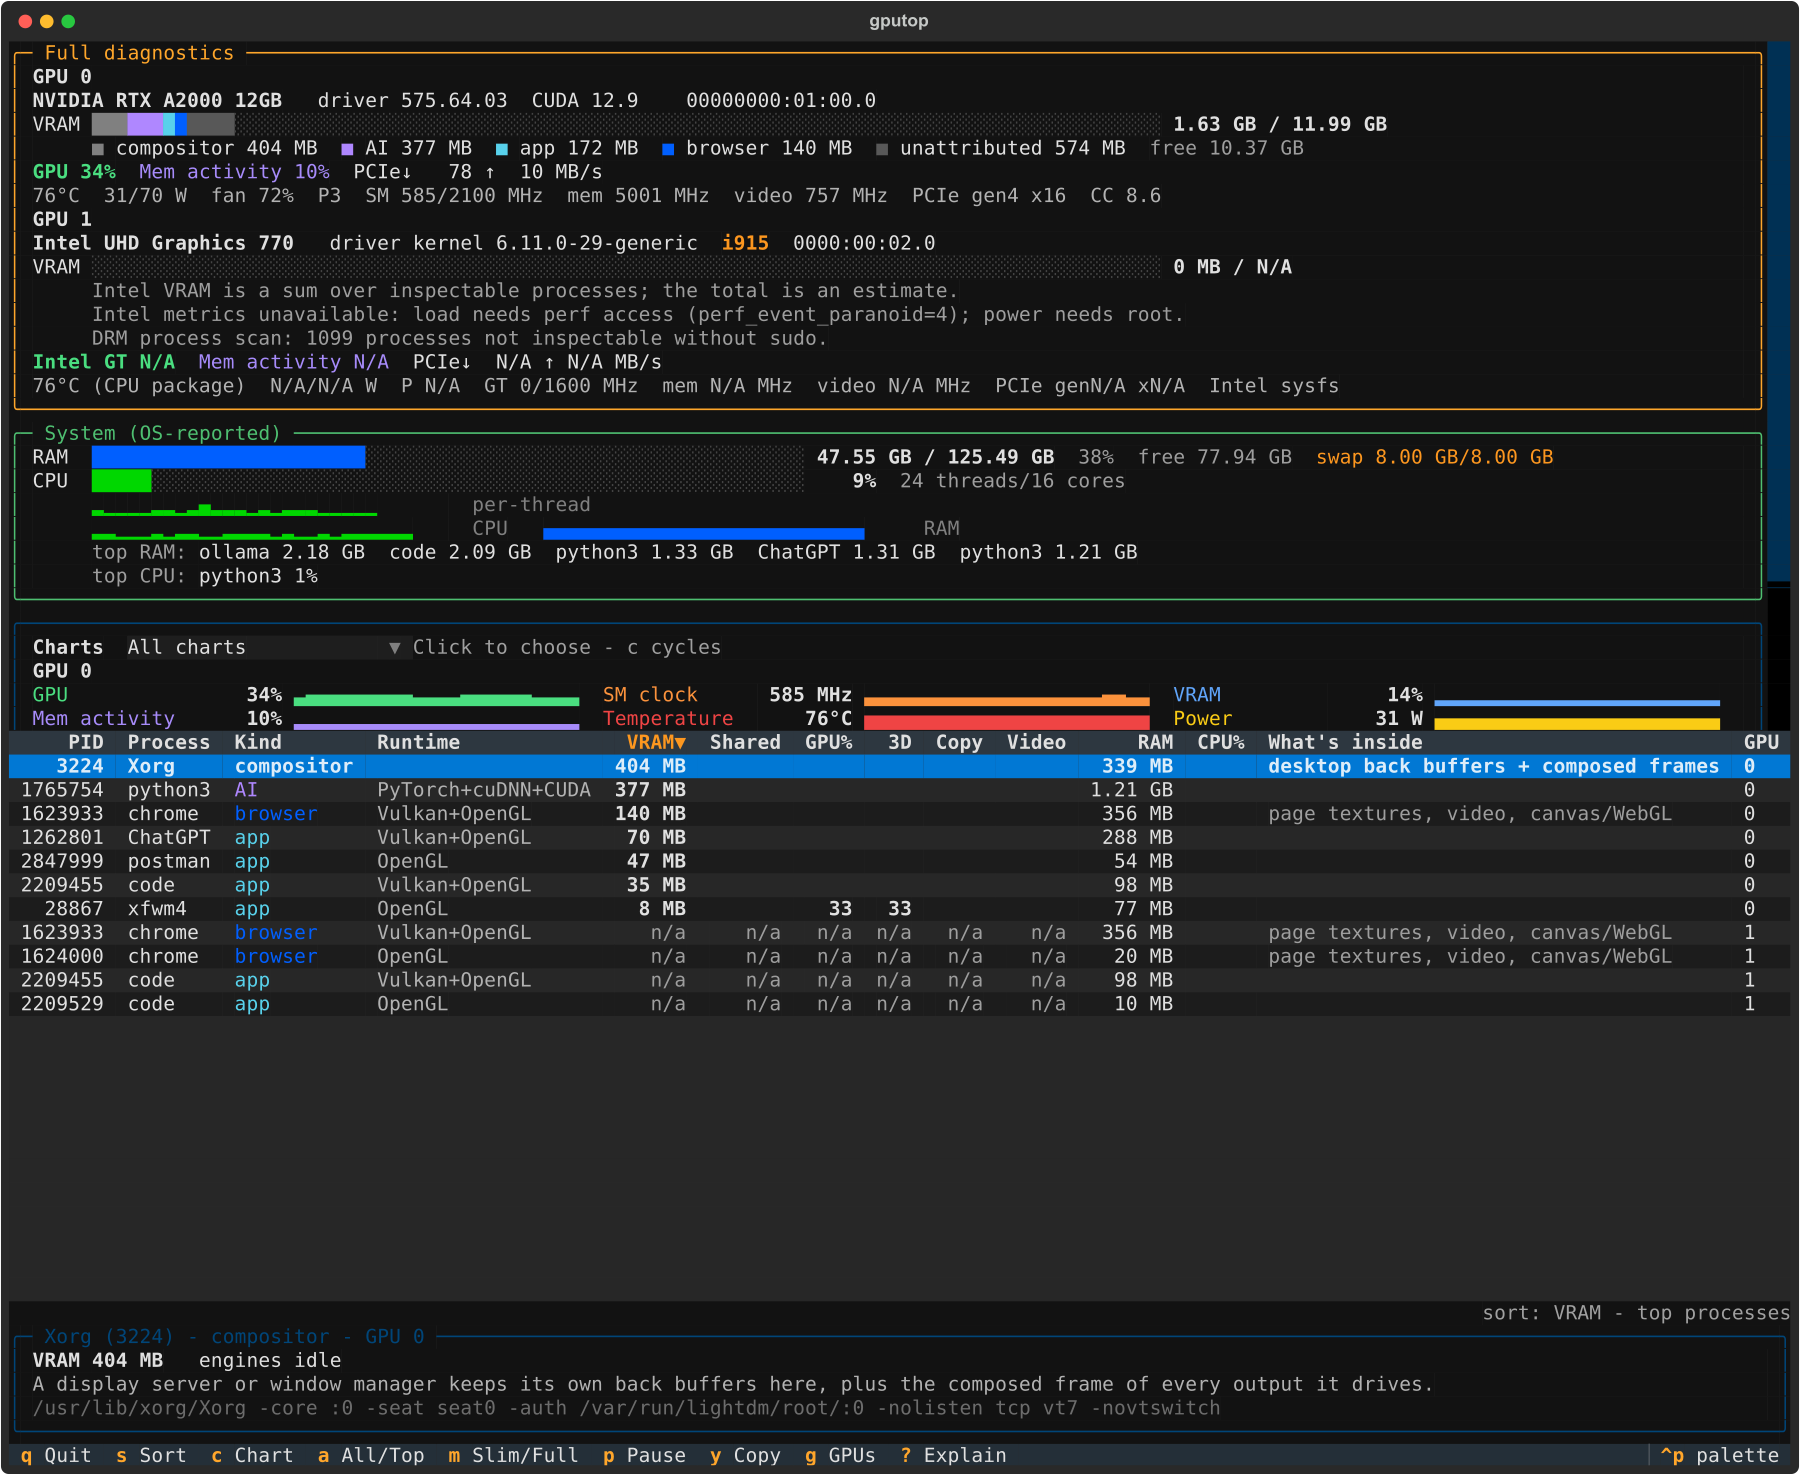 gputop
Full diagnostics
GPU 0
NVIDIA RTX A2000 12GB driver 575.64.03 CUDA 12.9 00000000:01:00.0
VRAM 1.63 GB / 11.99 GB
compositor 404 MB AI 377 MB app 172 MB browser 140 MB unattributed 574 MB free 10.37 GB
GPU 34% Mem activity 10% PCIe↓ 78 ↑ 10 MB/s
76°C 31/70 W fan 72% P3 SM 585/2100 MHz mem 5001 MHz video 757 MHz PCIe gen4 x16 CC 8.6
GPU 1
Intel UHD Graphics 770 driver kernel 6.11.0-29-generic i915 0000:00:02.0
VRAM 0 MB / N/A
Intel VRAM is a sum over inspectable processes; the total is an estimate.
Intel metrics unavailable: load needs perf access (perf_event_paranoid=4); power needs root.
DRM process scan: 1099 processes not inspectable without sudo.
Intel GT N/A Mem activity N/A PCIe↓ N/A ↑ N/A MB/s
76°C (CPU package) N/A/N/A W P N/A GT 0/1600 MHz mem N/A MHz video N/A MHz PCIe genN/A xN/A Intel sysfs
System (OS-reported)
RAM 47.55 GB / 125.49 GB 38% free 77.94 GB swap 8.00 GB/8.00 GB
CPU 9% 24 threads/16 cores
per-thread
CPU RAM
top RAM: ollama 2.18 GB code 2.09 GB python3 1.33 GB ChatGPT 1.31 GB python3 1.21 GB
top CPU: python3 1%
Charts All charts ▼ Click to choose - c cycles
GPU 0
GPU 34% SM clock 585 MHz VRAM 14%
Mem activity 10% Temperature 76°C Power 31 W
PID Process Kind Runtime VRAM▼ Shared GPU% 3D Copy Video RAM CPU% What's inside GPU
3224 Xorg compositor 404 MB 339 MB desktop back buffers + composed frames 0
1765754 python3 AI PyTorch+cuDNN+CUDA 377 MB 1.21 GB 0
1623933 chrome browser Vulkan+OpenGL 140 MB 356 MB page textures, video, canvas/WebGL 0
1262801 ChatGPT app Vulkan+OpenGL 70 MB 288 MB 0
2847999 postman app OpenGL 47 MB 54 MB 0
2209455 code app Vulkan+OpenGL 35 MB 98 MB 0
28867 xfwm4 app OpenGL 8 MB 33 33 77 MB 0
1623933 chrome browser Vulkan+OpenGL n/a n/a n/a n/a n/a n/a 356 MB page textures, video, canvas/WebGL 1
1624000 chrome browser OpenGL n/a n/a n/a n/a n/a n/a 20 MB page textures, video, canvas/WebGL 1
2209455 code app Vulkan+OpenGL n/a n/a n/a n/a n/a n/a 98 MB 1
2209529 code app OpenGL n/a n/a n/a n/a n/a n/a 10 MB 1
sort: VRAM - top processes
Xorg (3224) - compositor - GPU 0
VRAM 404 MB engines idle
A display server or window manager keeps its own back buffers here, plus the composed frame of every output it drives.
/usr/lib/xorg/Xorg -core :0 -seat seat0 -auth /var/run/lightdm/root/:0 -nolisten tcp vt7 -novtswitch
q Quit s Sort c Chart a All/Top m Slim/Full p Pause y Copy g GPUs ? Explain ^p palette